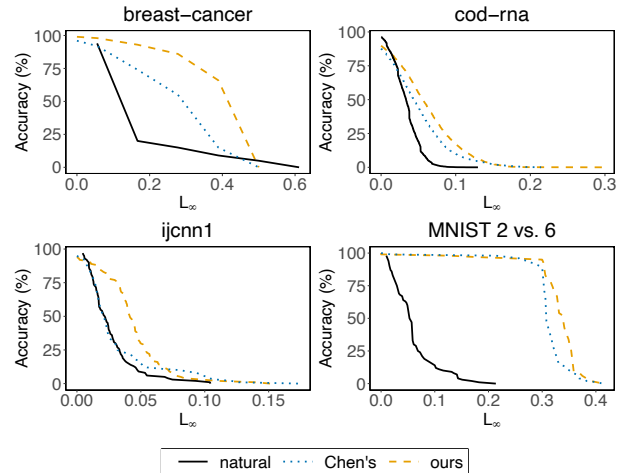 breast−cancer
cod−rna
Accuracy (%)
100
75
50
25
0
0.0 0.2 0.4 0.6
L∞
Accuracy (%)
100
75
50
25
0
0.0 0.1 0.2 0.3
L∞
ijcnn1
MNIST 2 vs. 6
Accuracy (%)
100
75
50
25
0
0.00 0.05 0.10 0.15
L∞
Accuracy (%)
100
75
50
25
0
0.0 0.1 0.2 0.3 0.4
L∞
natural Chen's ours